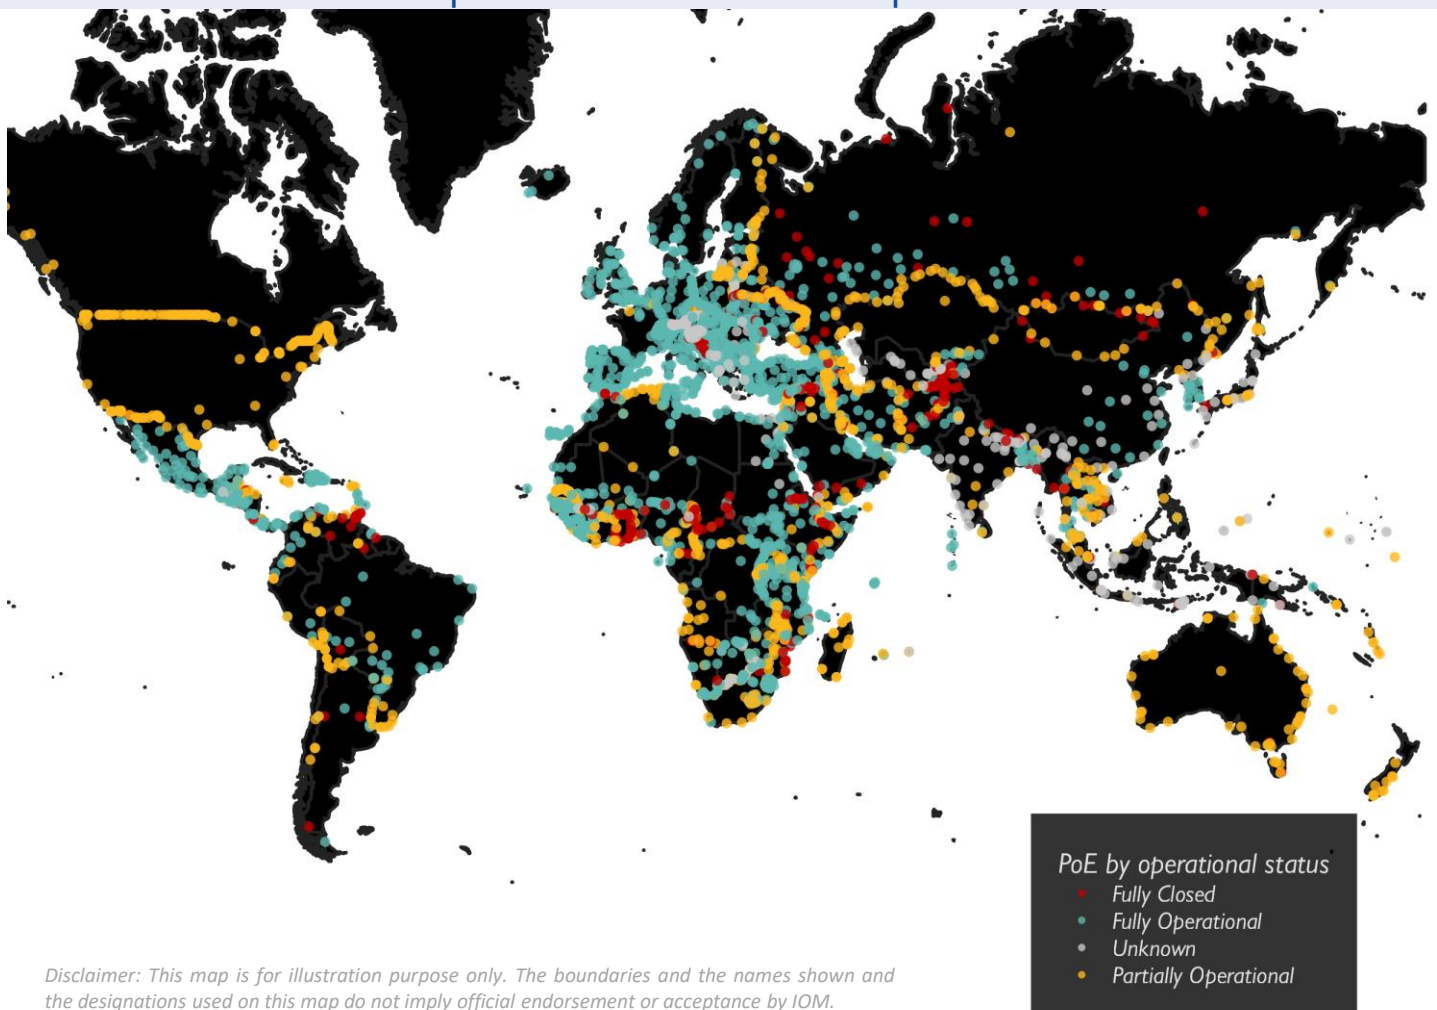 PoE by operational status
Fully Closed
Fully Operational
Unknown
Partially Operational
Disclaimer: This map is for illustration purpose only. The boundaries and the names shown and
the designations used on this map do not imply official endorsement or acceptance by IOM.